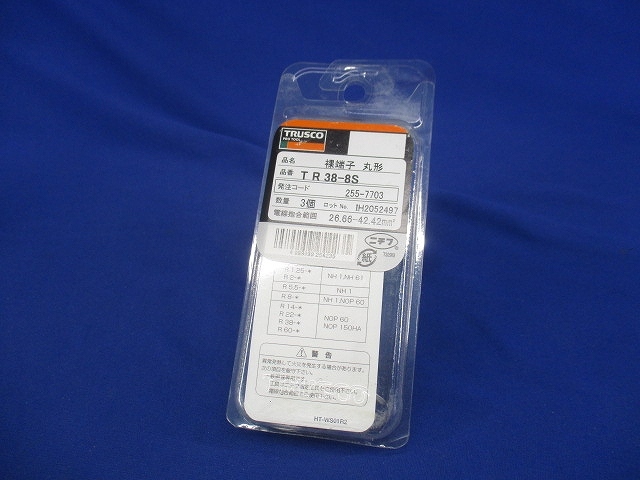 TRUSCO
PRO TOOL
品名 裸端子 丸形
品番 TR38-8S
発注コード 255-7703
数量 3個 ロットNo. IH2052497
電線抱合範囲 26.66-42.42mm²
ニチフ
紙
R 1.25-*
R 2-* NH 1,NH 61
R 5.5-* NH 1
R 8-* NH 1,NOP 60
R 14-*
R 22-* NOP 60
R 38-* NOP 150HA
R 60-*
⚠ 警告
HT-WS01R2